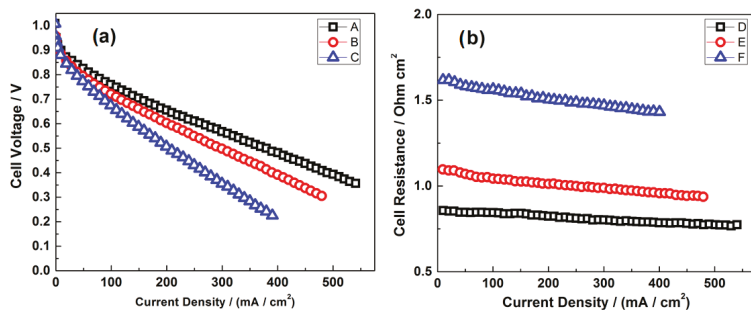 (a)
A
B
C
Cell Voltage / V
1.0
0.9
0.8
0.7
0.6
0.5
0.4
0.3
0.2
0.1
0.0
0
100
200
300
400
500
Current Density / (mA / cm²)
(b)
D
E
F
Cell Resistance / Ohm cm²
2.0
1.5
1.0
0.5
0
100
200
300
400
500
Current Density / (mA / cm²)